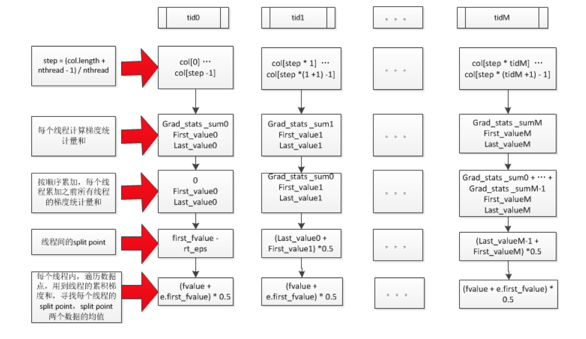 tid0
tid1
。。。
tidM
step = (col.length +
nthread - 1) / nthread
col[0] …
col[step -1]
col[step * 1] …
col[step *(1 +1) -1]
。。。
col[step * tidM] …
col[step * (tidM +1) - 1]
每个线程计算梯度统
计量和
Grad_stats _sum0
First_value0
Last_value0
Grad_stats _sum1
First_value1
Last_value1
。。。
Grad_stats _sumM
First_valueM
Last_valueM
按顺序累加，每个线
程累加之前所有线程
的梯度统计量和
0
First_value0
Last_value0
Grad_stats _sum0
First_value1
Last_value1
。。。
Grad_stats _sum0 + … +
Grad_stats _sumM-1
First_valueM
Last_valueM
线程间的split point
first_fvalue -
rt_eps
(Last_value0 +
First_value1) *0.5
。。。
(Last_valueM-1 +
First_valueM) *0.5
每个线程内，遍历数据
点，用到线程的累积梯
度和，寻找每个线程的
split point，split point
两个数据的均值
(fvalue +
e.first_fvalue) * 0.5
(fvalue +
e.first_fvalue) * 0.5
。。。
(fvalue + e.first_fvalue) *
0.5